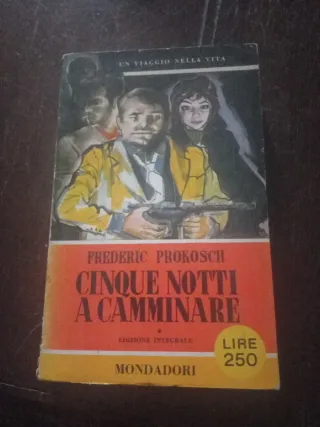 UN VIAGGIO NELLA VITA
FREDERIC PROKOSCH
CINQUE NOTTI
A CAMMINARE
EDIZIONE INTEGRALE
LIRE
250
MONDADORI